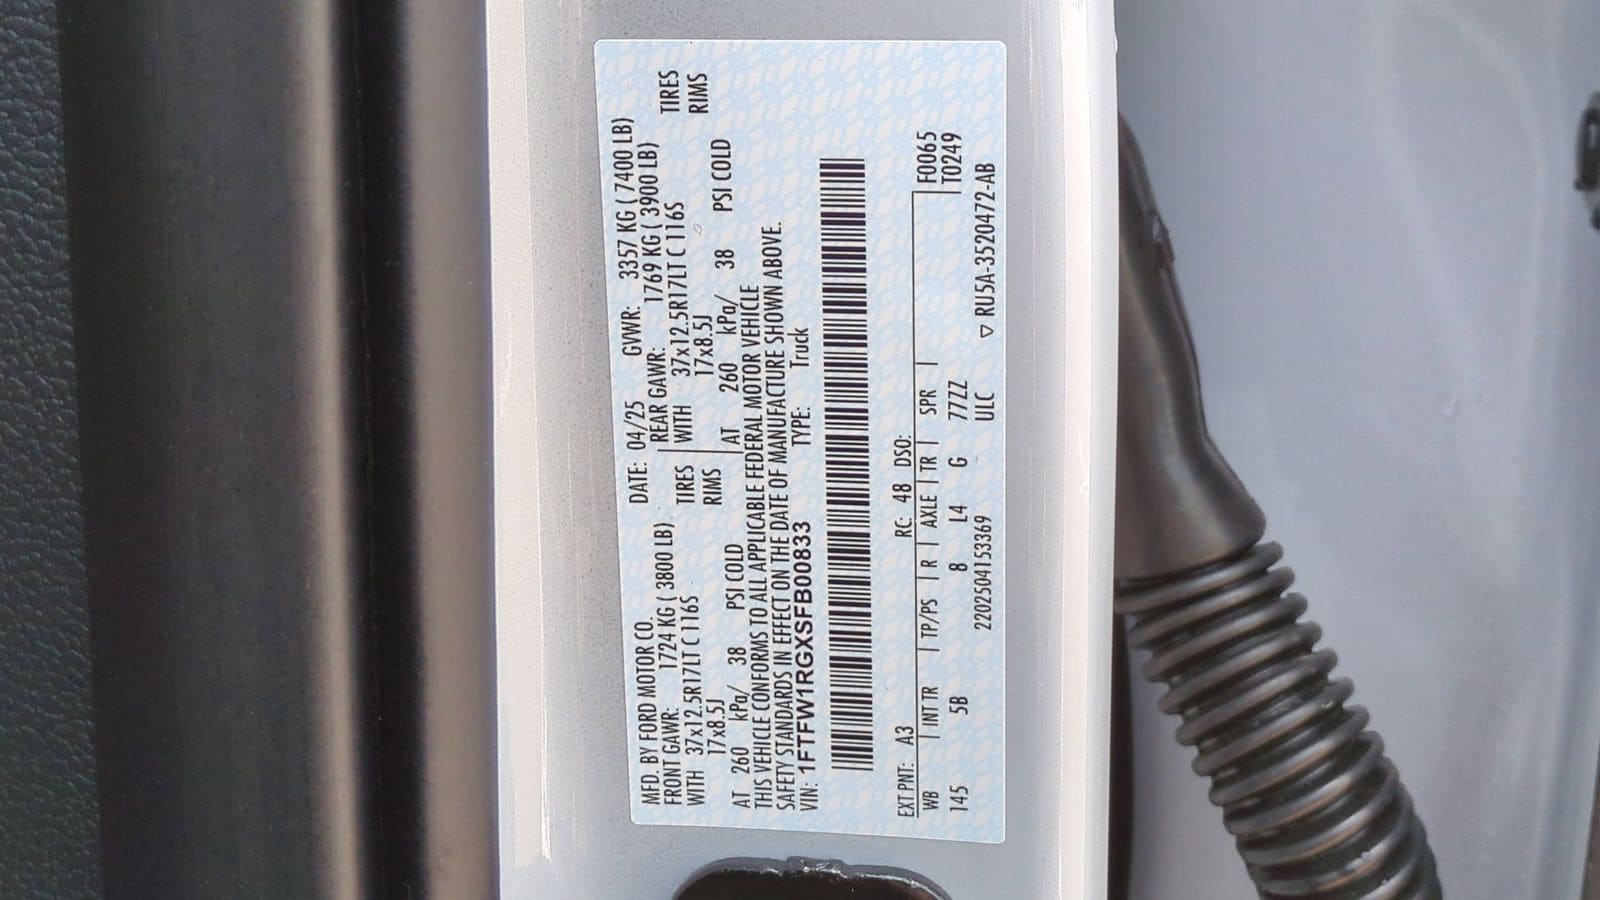 MFD. BY FORD MOTOR CO. DATE: 04/25 GVWR: 3357 KG ( 7400 LB)
FRONT GAWR: 1724 KG ( 3800 LB) REAR GAWR: 1769 KG ( 3900 LB)
WITH 37x12.5R17LT C 116S TIRES WITH 37x12.5R17LT C 116S TIRES
17x8.5J RIMS 17x8.5J RIMS
AT 260 kPa/ 38 PSI COLD AT 260 kPa/ 38 PSI COLD
THIS VEHICLE CONFORMS TO ALL APPLICABLE FEDERAL MOTOR VEHICLE
SAFETY STANDARDS IN EFFECT ON THE DATE OF MANUFACTURE SHOWN ABOVE.
VIN: 1FTFW1RGXSFB00833 TYPE: Truck
EXT PNT: A3 RC: 48 DSO: F0065
WB INT TR TP/PS R AXLE TR SPR T0249
145 5B 8 L4 G 77ZZ
2202504153369 ULC ▽ RU5A-3520472-AB